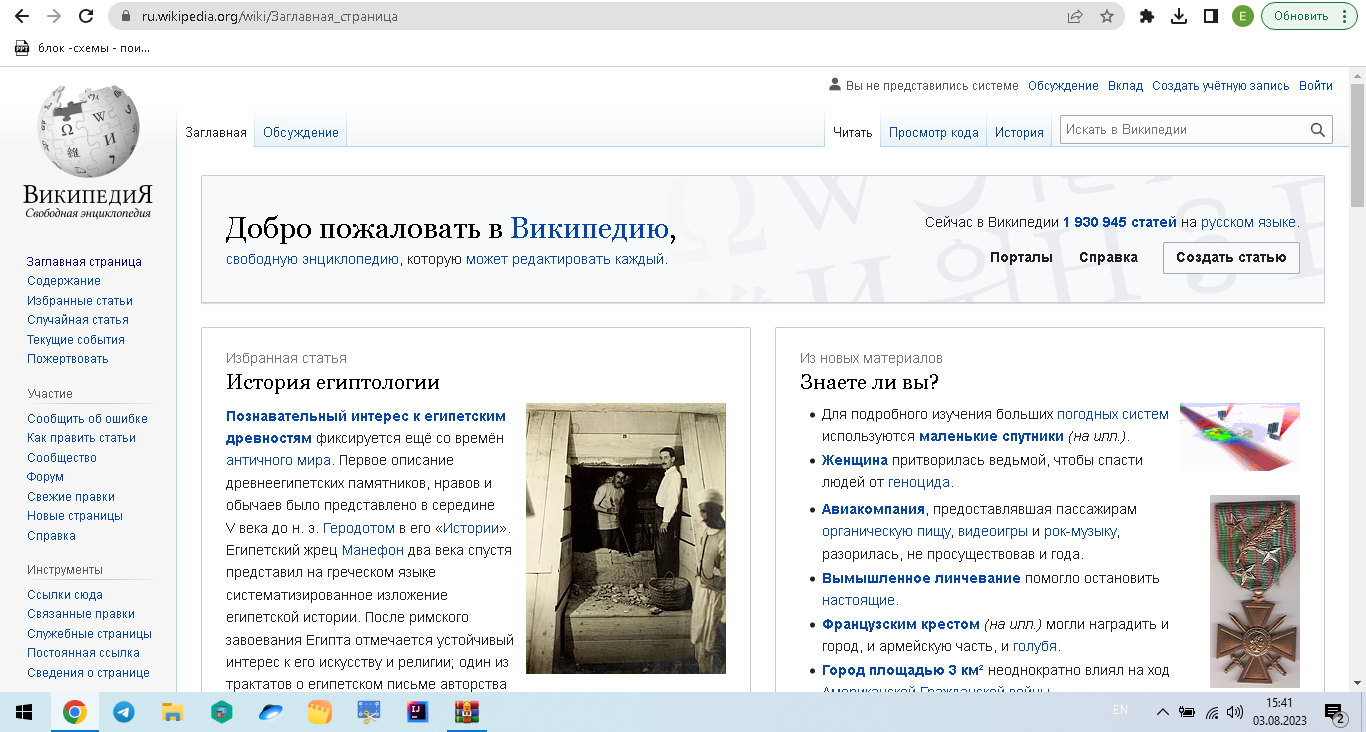 ru.wikipedia.org/wiki/Заглавная_страница
E
Обновить
блок -схемы - пои...
Вы не представились системе Обсуждение Вклад Создать учётную запись Войти
Заглавная Обсуждение Читать Просмотр кода История Искать в Википедии
ВикипедиЯ
Свободная энциклопедия
Заглавная страница
Содержание
Избранные статьи
Случайная статья
Текущие события
Пожертвовать
Участие
Сообщить об ошибке
Как править статьи
Сообщество
Форум
Свежие правки
Новые страницы
Справка
Инструменты
Ссылки сюда
Связанные правки
Служебные страницы
Постоянная ссылка
Сведения о странице
Добро пожаловать в Википедию,
свободную энциклопедию, которую может редактировать каждый.
Сейчас в Википедии 1 930 945 статей на русском языке.
Порталы Справка Создать статью
Избранная статья
История египтологии
Познавательный интерес к египетским
древностям фиксируется ещё со времён
античного мира. Первое описание
древнеегипетских памятников, нравов и
обычаев было представлено в середине
V века до н. э. Геродотом в его «Истории».
Египетский жрец Манефон два века спустя
представил на греческом языке
систематизированное изложение
египетской истории. После римского
завоевания Египта отмечается устойчивый
интерес к его искусству и религии; один из
трактатов о египетском письме авторства
Из новых материалов
Знаете ли вы?
Для подробного изучения больших погодных систем
используются маленькие спутники (на илл.).
Женщина притворилась ведьмой, чтобы спасти
людей от геноцида.
Авиакомпания, предоставлявшая пассажирам
органическую пищу, видеоигры и рок-музыку,
разорилась, не просуществовав и года.
Вымышленное линчевание помогло остановить
настоящие.
Французским крестом (на илл.) могли наградить и
город, и армейскую часть, и голубя.
Город площадью 3 км² неоднократно влиял на ход
Американской Гражданской войны
EN
15:41
03.08.2023
2